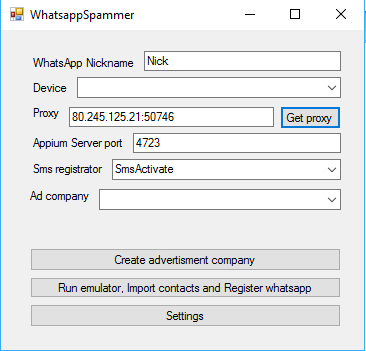 WhatsappSpammer
WhatsApp Nickname Nick
Device
Proxy 80.245.125.21:50746 Get proxy
Appium Server port 4723
Sms registrator SmsActivate
Ad company
Create advertisment company
Run emulator, Import contacts and Register whatsapp
Settings